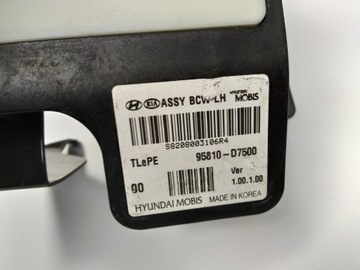 KIA ASSY BCW-LH HYUNDAI MOBIS
S8208003106R4
TLePE 95810-D7500
90 Ver 1.00.1.00
HYUNDAI MOBIS MADE IN KOREA